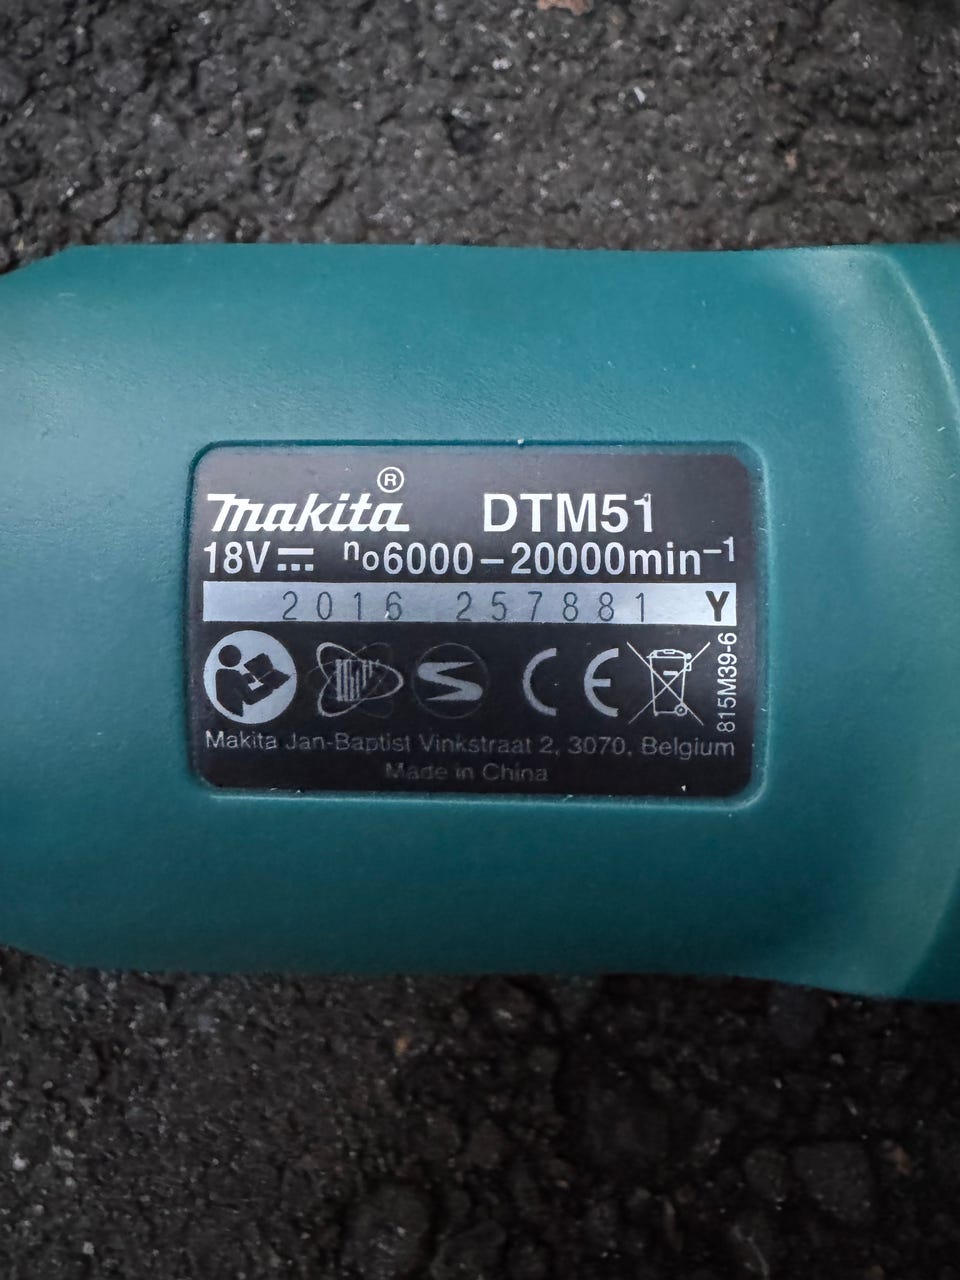 makita® DTM51
18V⎓ n₀6000–20000min⁻¹
2016 257881 Y
CE
815M39-6
Makita Jan-Baptist Vinkstraat 2, 3070, Belgium
Made in China